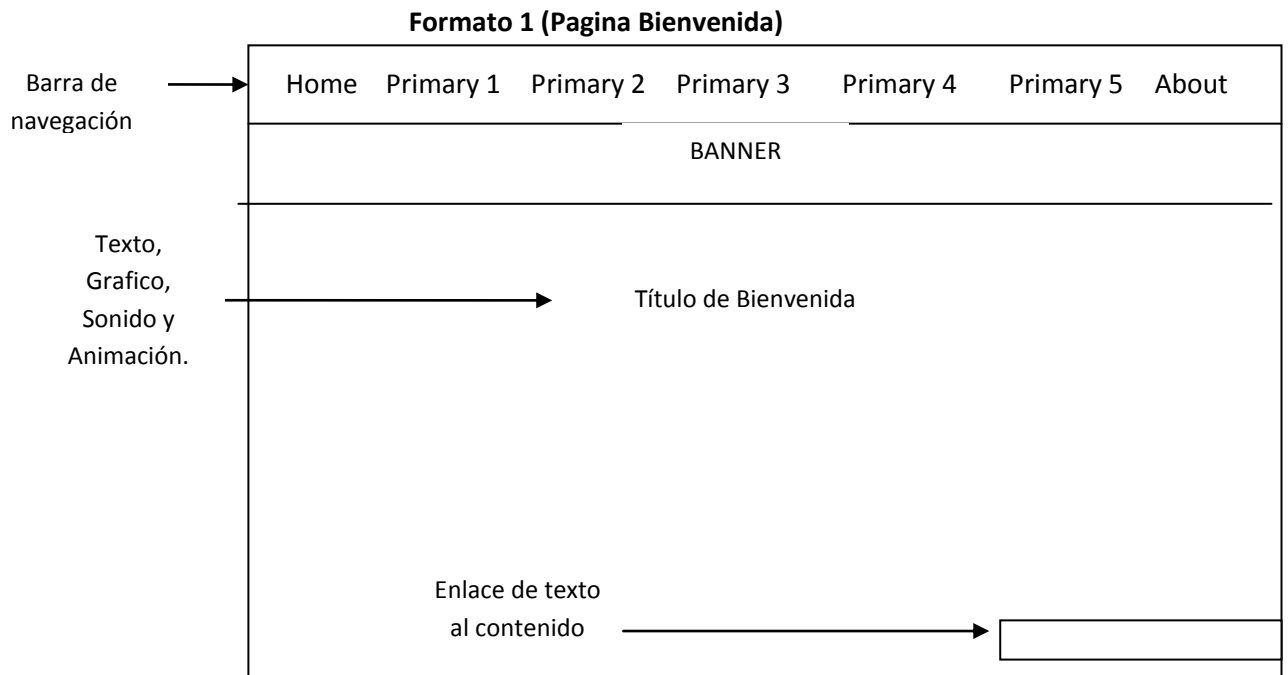 Formato 1 (Pagina Bienvenida)
Barra de
navegación
Home Primary 1 Primary 2 Primary 3 Primary 4 Primary 5 About
BANNER
Texto,
Grafico,
Sonido y
Animación.
Título de Bienvenida
Enlace de texto
al contenido